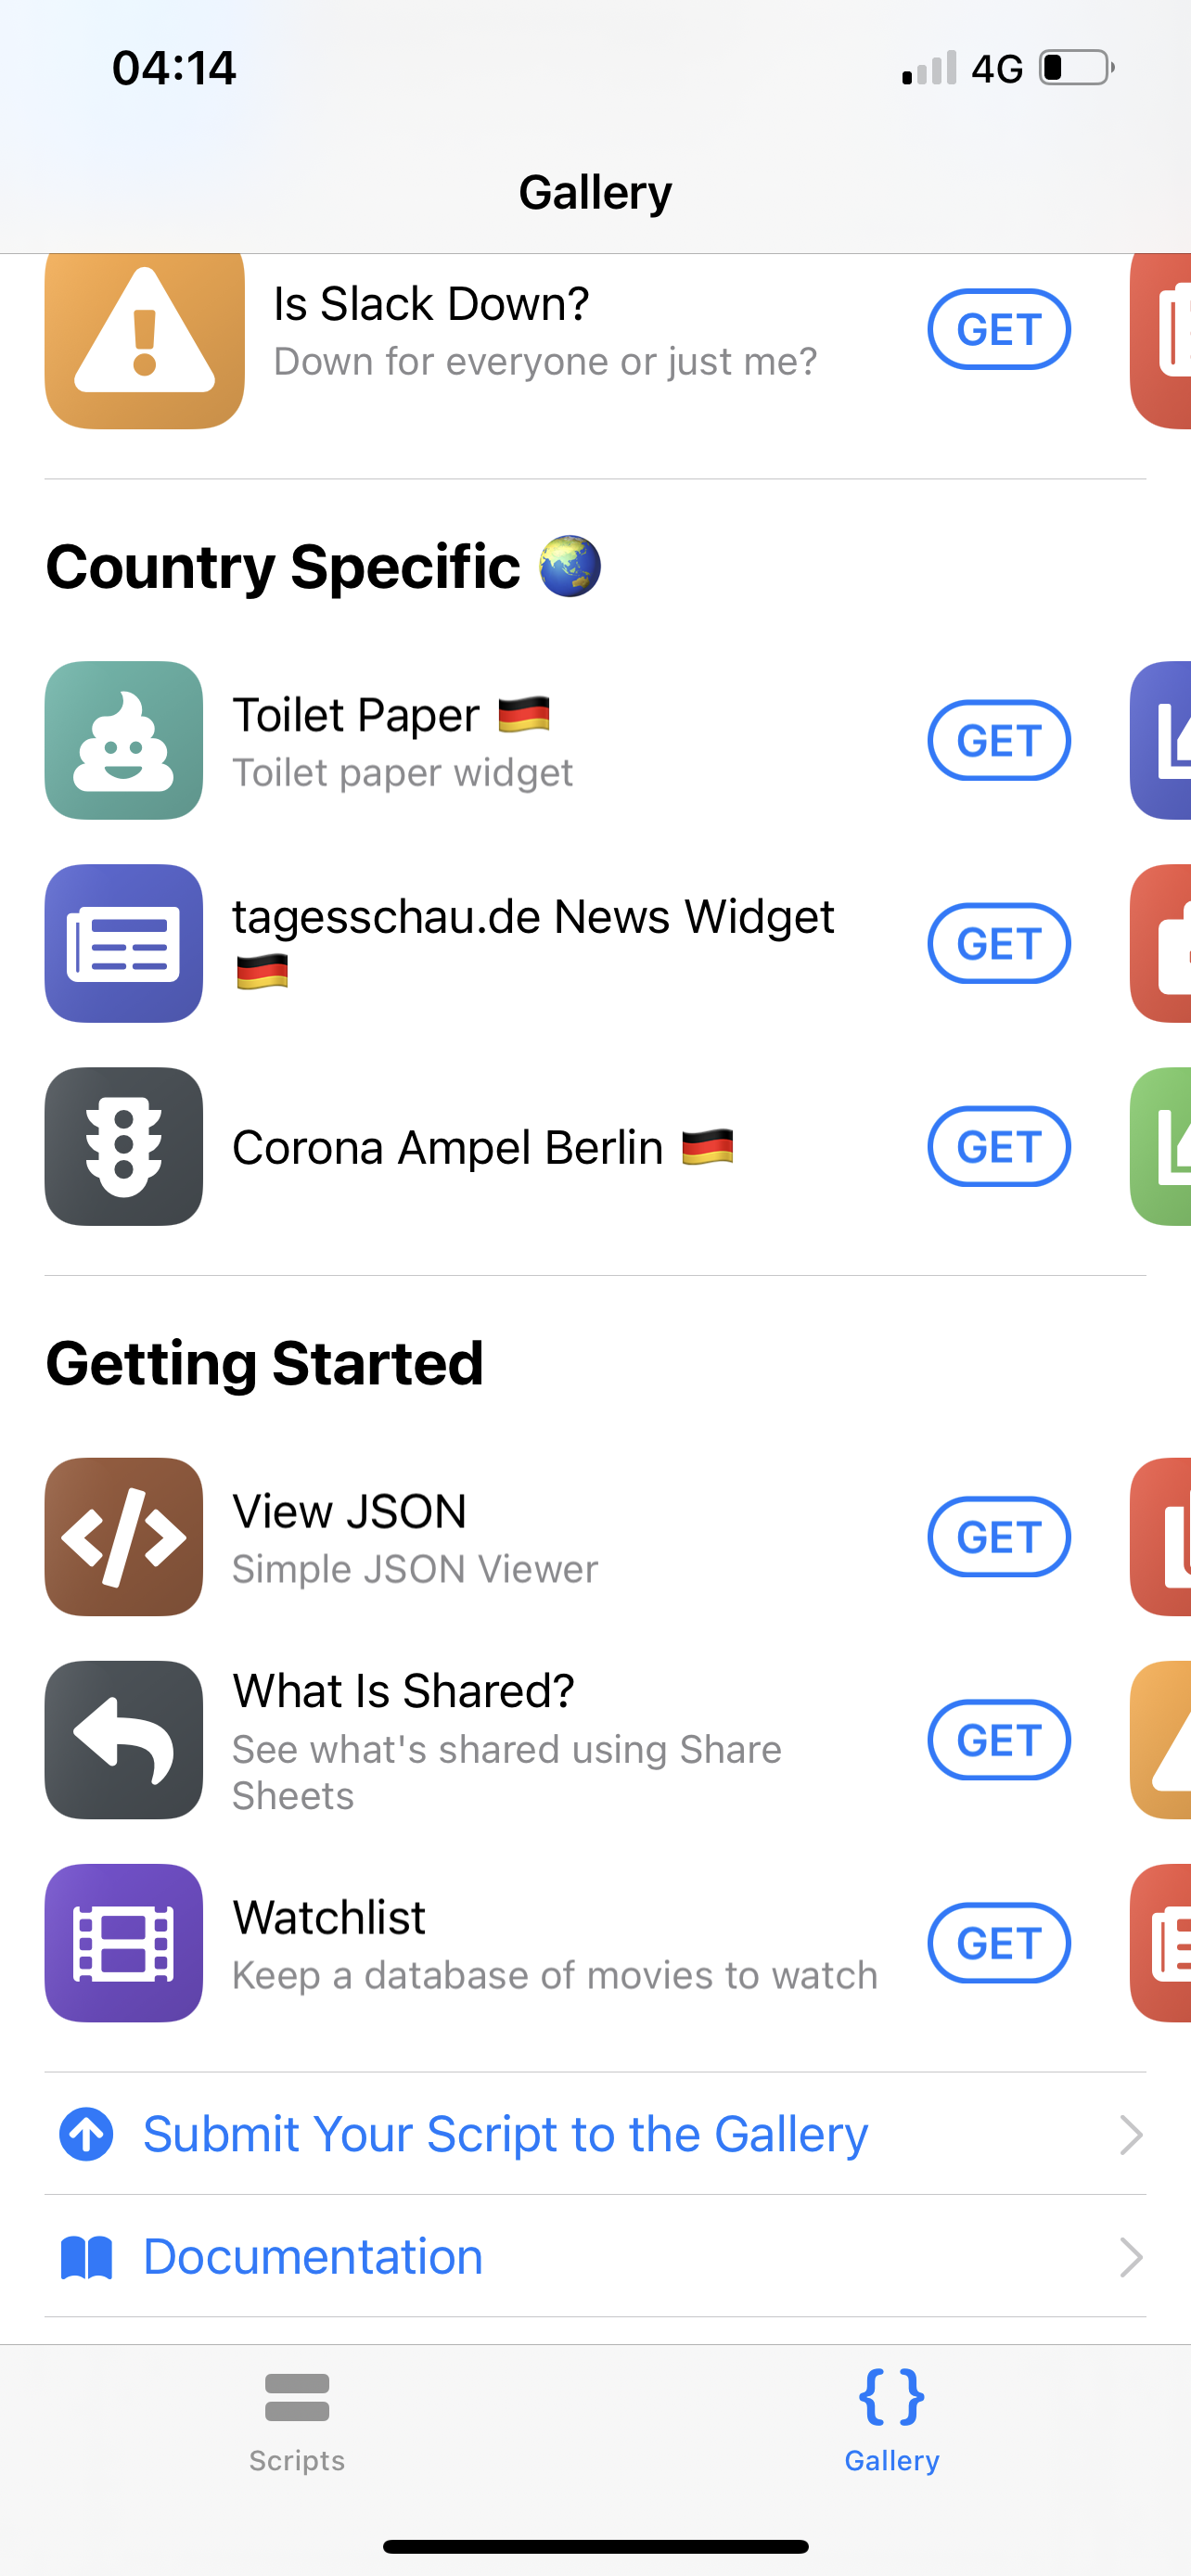 04:14
4G
Gallery
Is Slack Down?
Down for everyone or just me?
GET
Country Specific 🌏
Toilet Paper 🇩🇪
Toilet paper widget
GET
tagesschau.de News Widget
🇩🇪
GET
Corona Ampel Berlin 🇩🇪
GET
Getting Started
View JSON
Simple JSON Viewer
GET
What Is Shared?
See what's shared using Share
Sheets
GET
Watchlist
Keep a database of movies to watch
GET
Submit Your Script to the Gallery
Documentation
Scripts
Gallery